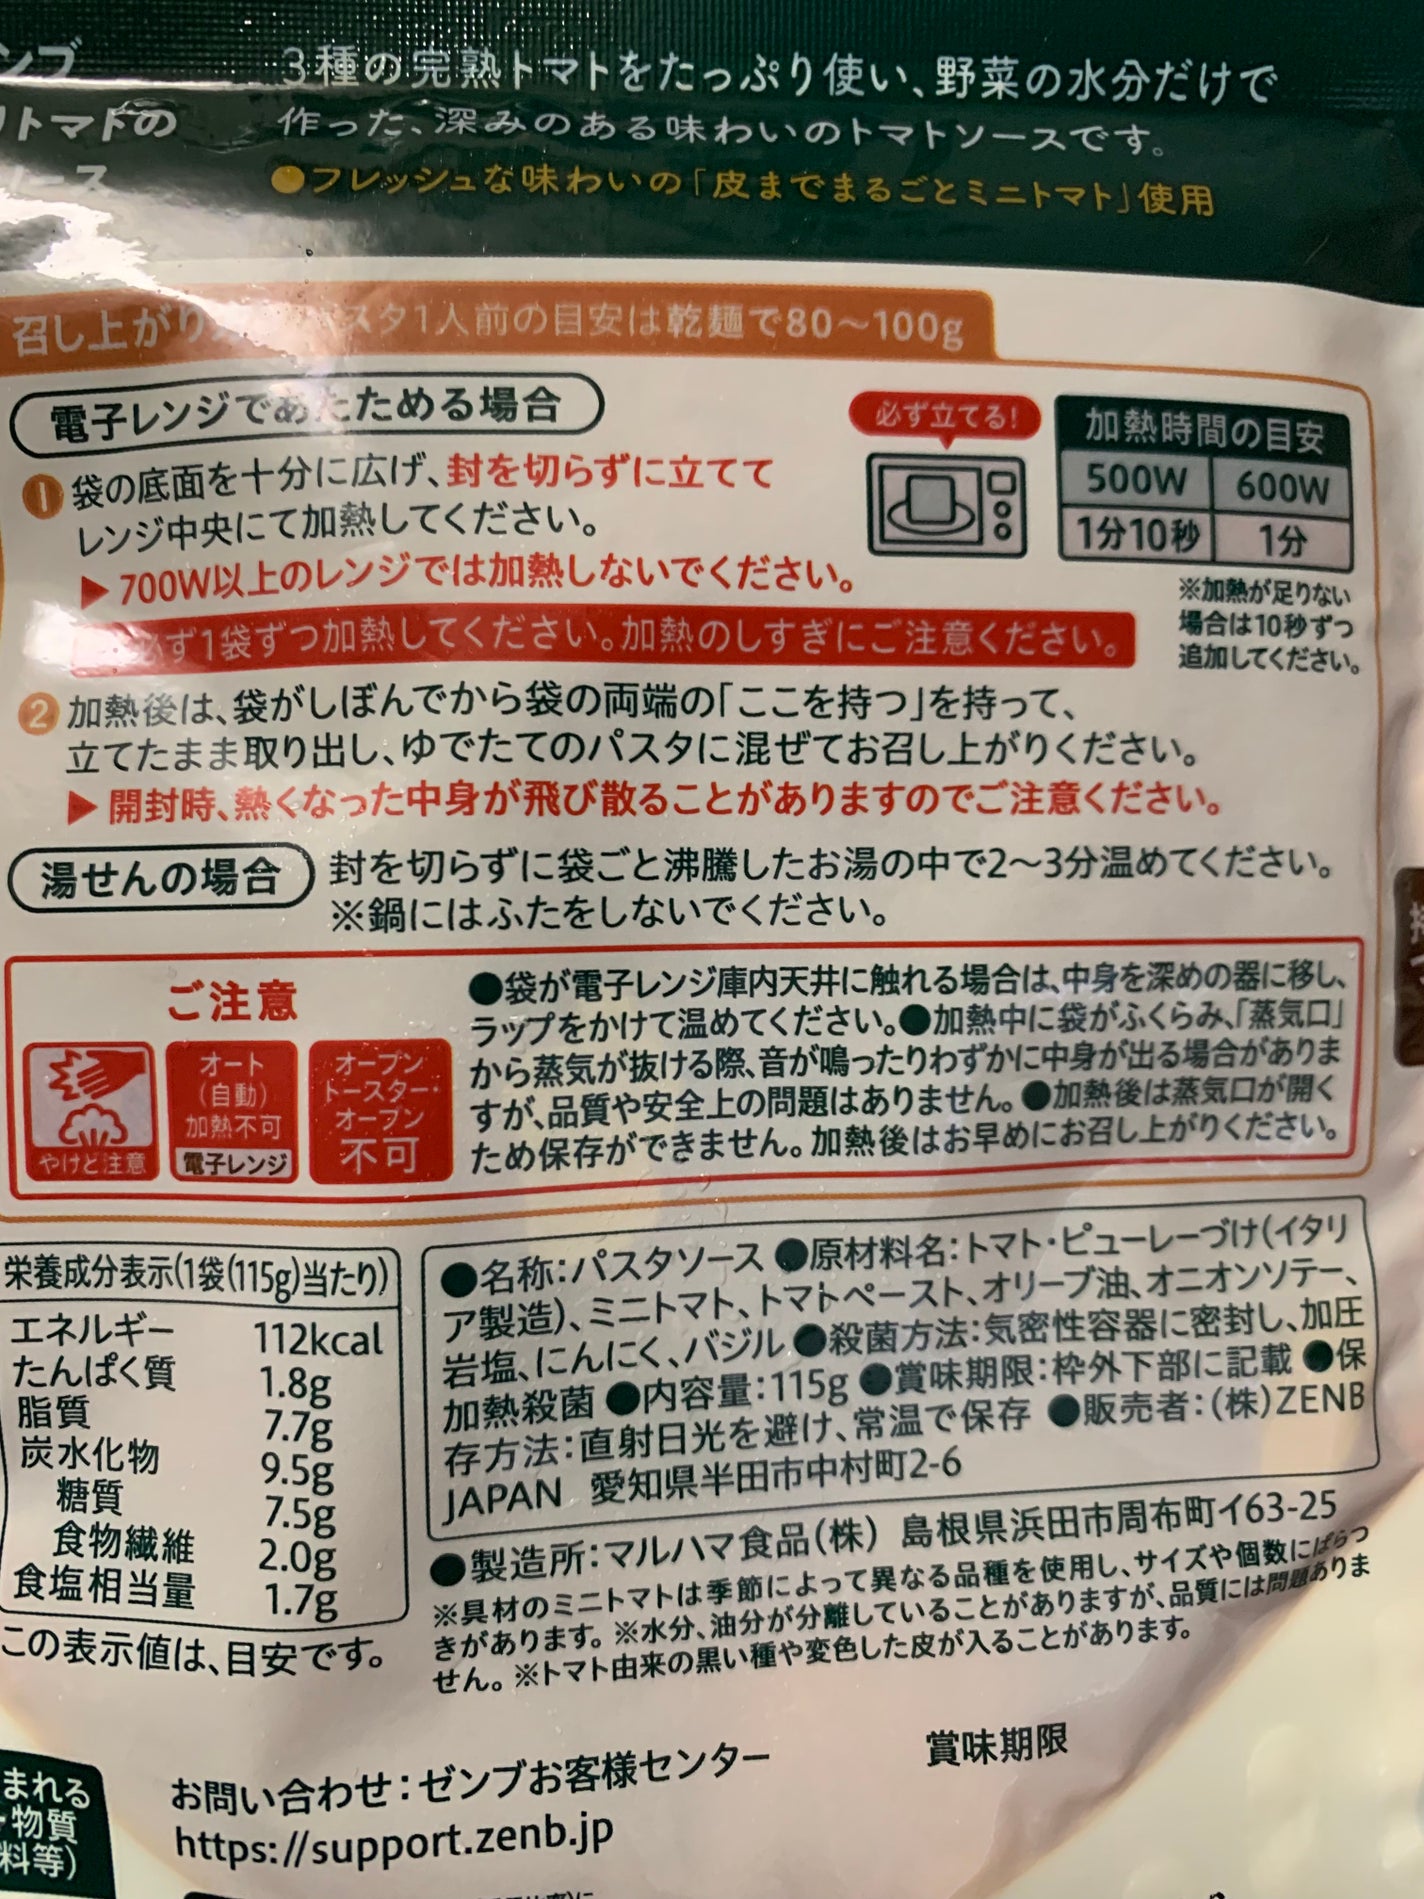 ンブ
リトマトの
ソース
3種の完熟トマトをたっぷり使い、野菜の水分だけで
作った、深みのある味わいのトマトソースです。
●フレッシュな味わいの「皮までまるごとミニトマト」使用
召し上がり スタ1人前の目安は乾麺で80〜100g
電子レンジであたためる場合
❶袋の底面を十分に広げ、封を切らずに立てて
レンジ中央にて加熱してください。
▶700W以上のレンジでは加熱しないでください。
必ず1袋ずつ加熱してください。加熱のしすぎにご注意ください。
必ず立てる!
加熱時間の目安
500W 600W
1分10秒 1分
※加熱が足りない
場合は10秒ずつ
追加してください。
❷加熱後は、袋がしぼんでから袋の両端の「ここを持つ」を持って、
立てたまま取り出し、ゆでたてのパスタに混ぜてお召し上がりください。
▶開封時、熱くなった中身が飛び散ることがありますのでご注意ください。
湯せんの場合 封を切らずに袋ごと沸騰したお湯の中で2〜3分温めてください。
※鍋にはふたをしないでください。
ご注意
やけど注意
オート
(自動)
加熱不可
電子レンジ
オーブン
トースター・
オーブン
不可
●袋が電子レンジ庫内天井に触れる場合は、中身を深めの器に移し、
ラップをかけて温めてください。●加熱中に袋がふくらみ、「蒸気口」
から蒸気が抜ける際、音が鳴ったりわずかに中身が出る場合がありま
すが、品質や安全上の問題はありません。●加熱後は蒸気口が開く
ため保存ができません。加熱後はお早めにお召し上がりください。
栄養成分表示(1袋(115g)当たり)
エネルギー 112kcal
たんぱく質 1.8g
脂質 7.7g
炭水化物 9.5g
糖質 7.5g
食物繊維 2.0g
食塩相当量 1.7g
この表示値は、目安です。
●名称:パスタソース ●原材料名:トマト・ピューレーづけ(イタリ
ア製造)、ミニトマト、トマトペースト、オリーブ油、オニオンソテー、
岩塩、にんにく、バジル ●殺菌方法:気密性容器に密封し、加圧
加熱殺菌 ●内容量:115g ●賞味期限:枠外下部に記載 ●保
存方法:直射日光を避け、常温で保存 ●販売者:(株)ZENB
JAPAN 愛知県半田市中村町2-6
●製造所:マルハマ食品(株) 島根県浜田市周布町イ63-25
※具材のミニトマトは季節によって異なる品種を使用し、サイズや個数にばらつ
きがあります。※水分、油分が分離していることがありますが、品質には問題ありま
せん。※トマト由来の黒い種や変色した皮が入ることがあります。
賞味期限
お問い合わせ:ゼンブお客様センター
https://support.zenb.jp
まれる
物質
料等)